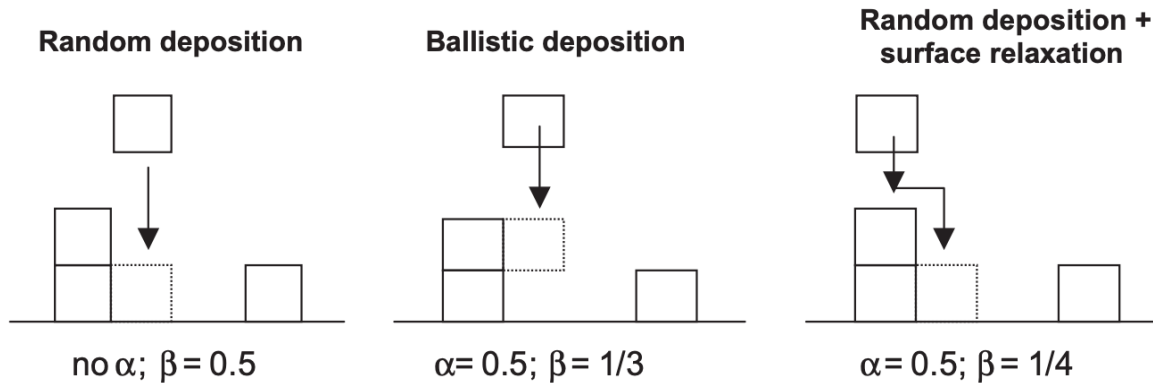 Random deposition
Ballistic deposition
Random deposition +
surface relaxation
no α; β = 0.5
α= 0.5; β = 1/3
α= 0.5; β = 1/4